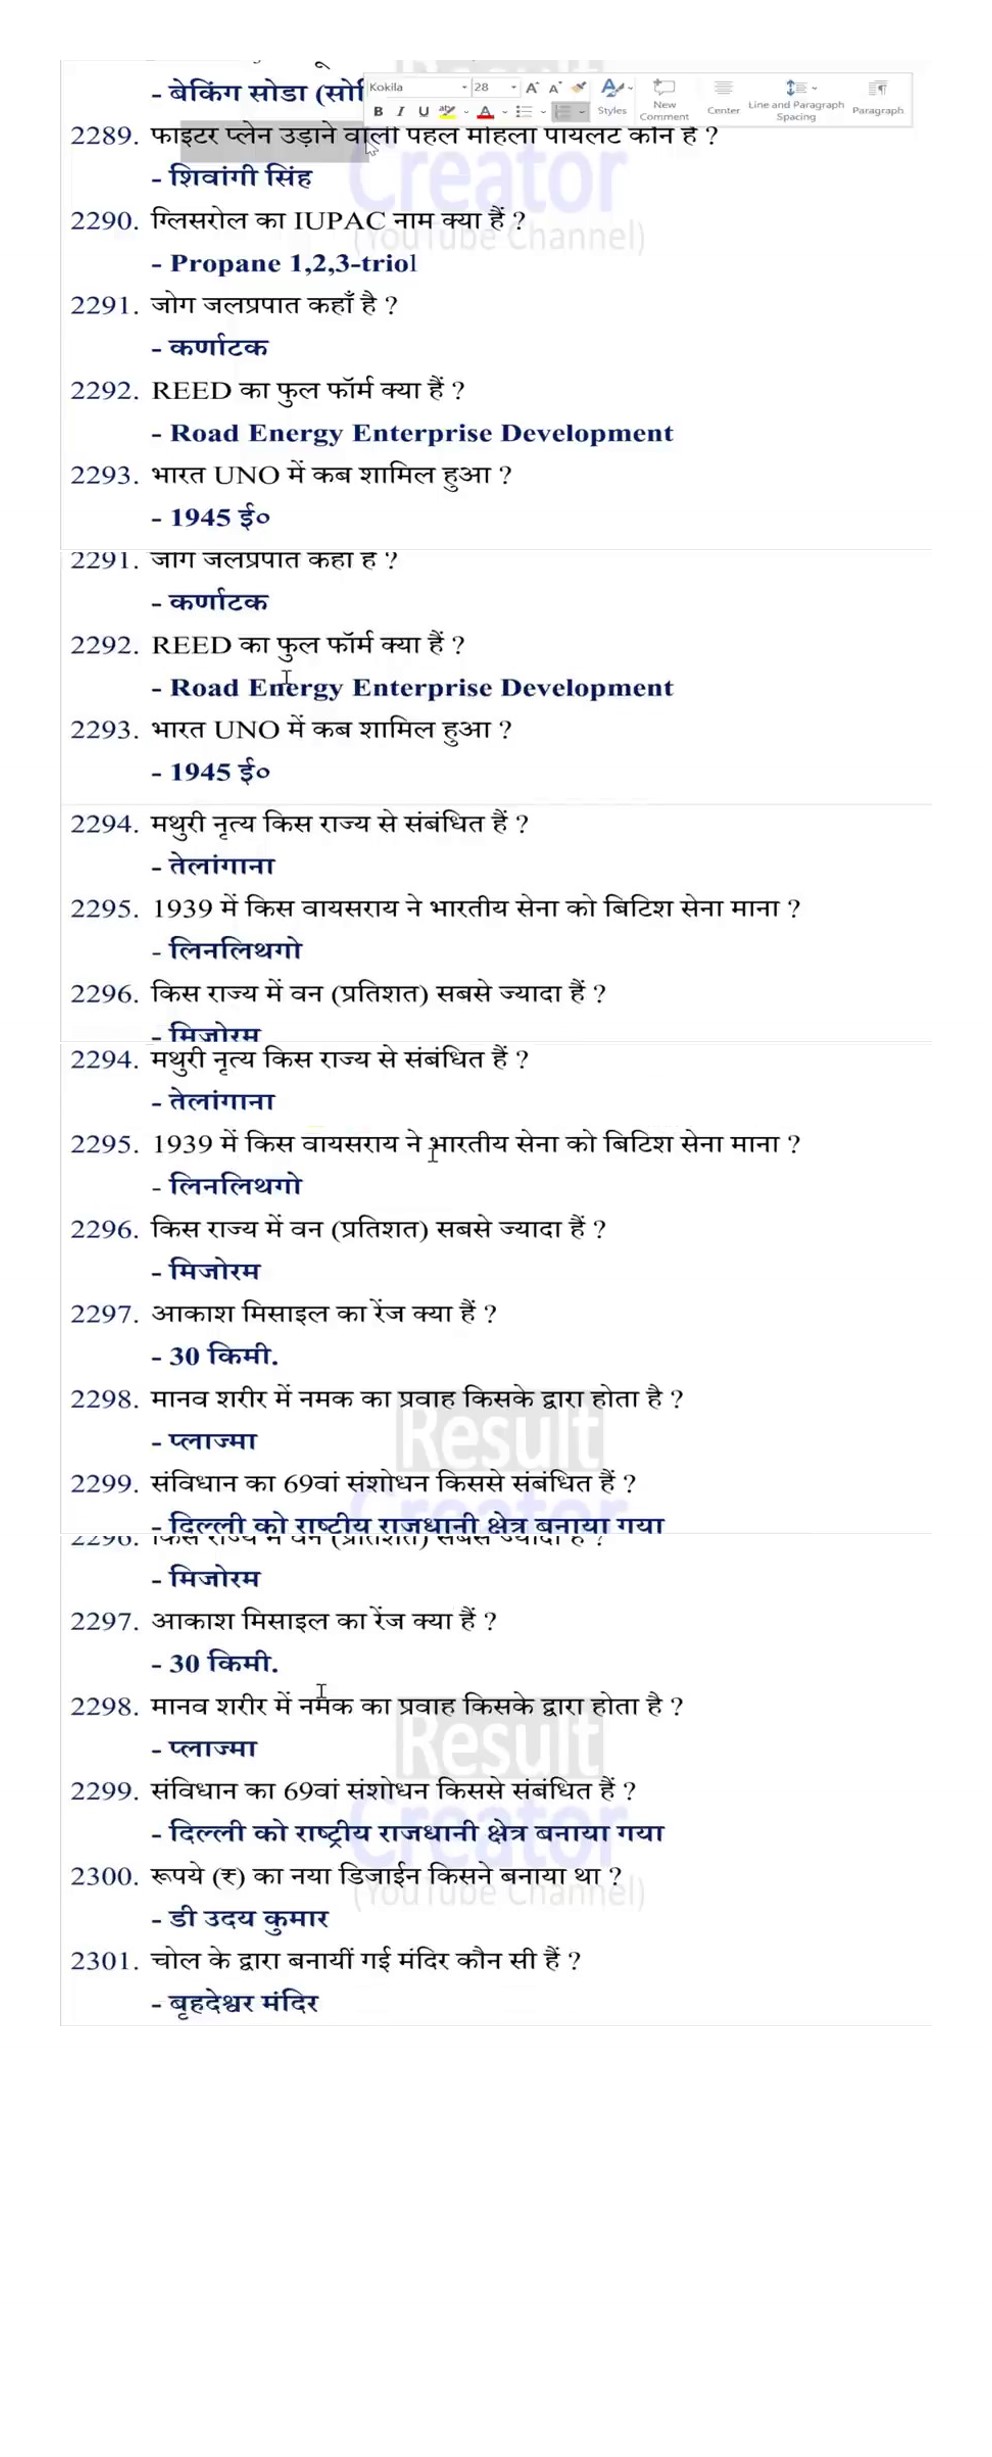 - बेकिंग सोडा (सोडि
Kokila 28
B I U Styles New Comment Center Line and Paragraph Spacing Paragraph
2289. फाइटर प्लेन उड़ाने वाली पहल महिला पायलट कौन है ?
- शिवांगी सिंह
2290. ग्लिसरोल का IUPAC नाम क्या हैं ?
- Propane 1,2,3-triol
2291. जोग जलप्रपात कहाँ है ?
- कर्णाटक
2292. REED का फुल फॉर्म क्या हैं ?
- Road Energy Enterprise Development
2293. भारत UNO में कब शामिल हुआ ?
- 1945 ई०
2291. जोग जलप्रपात कहाँ है ?
- कर्णाटक
2292. REED का फुल फॉर्म क्या हैं ?
- Road Energy Enterprise Development
2293. भारत UNO में कब शामिल हुआ ?
- 1945 ई०
2294. मथुरी नृत्य किस राज्य से संबंधित हैं ?
- तेलांगाना
2295. 1939 में किस वायसराय ने भारतीय सेना को बिटिश सेना माना ?
- लिनलिथगो
2296. किस राज्य में वन (प्रतिशत) सबसे ज्यादा हैं ?
- मिजोरम
2294. मथुरी नृत्य किस राज्य से संबंधित हैं ?
- तेलांगाना
2295. 1939 में किस वायसराय ने भारतीय सेना को बिटिश सेना माना ?
- लिनलिथगो
2296. किस राज्य में वन (प्रतिशत) सबसे ज्यादा हैं ?
- मिजोरम
2297. आकाश मिसाइल का रेंज क्या हैं ?
- 30 किमी.
2298. मानव शरीर में नमक का प्रवाह किसके द्वारा होता है ?
- प्लाज्मा
2299. संविधान का 69वां संशोधन किससे संबंधित हैं ?
- दिल्ली को राष्ट्रीय राजधानी क्षेत्र बनाया गया
2296. किस राज्य में वन (प्रतिशत) सबसे ज्यादा हैं ?
- मिजोरम
2297. आकाश मिसाइल का रेंज क्या हैं ?
- 30 किमी.
2298. मानव शरीर में नमक का प्रवाह किसके द्वारा होता है ?
- प्लाज्मा
2299. संविधान का 69वां संशोधन किससे संबंधित हैं ?
- दिल्ली को राष्ट्रीय राजधानी क्षेत्र बनाया गया
2300. रूपये (₹) का नया डिजाईन किसने बनाया था ?
- डी उदय कुमार
2301. चोल के द्वारा बनायीं गई मंदिर कौन सी हैं ?
- बृहदेश्वर मंदिर
Creator
(YouTube Channel)
Result
Creator
Result
Creator
(YouTube Channel)